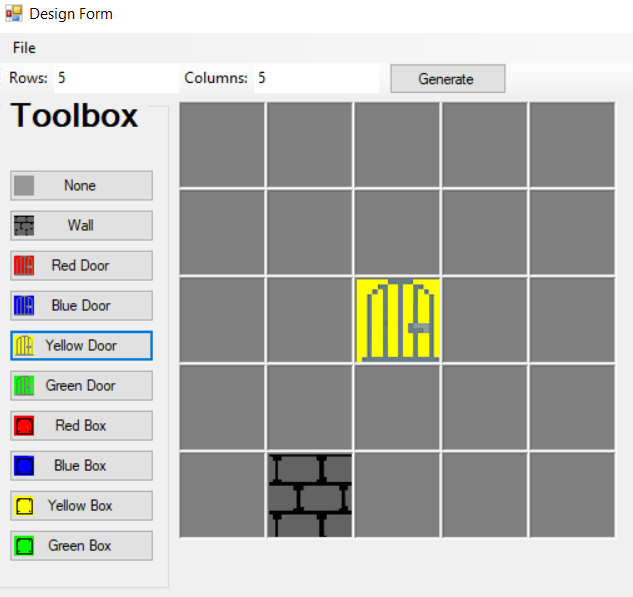 Design Form
File
Rows: 5 Columns: 5 Generate
Toolbox
None
Wall
Red Door
Blue Door
Yellow Door
Green Door
Red Box
Blue Box
Yellow Box
Green Box